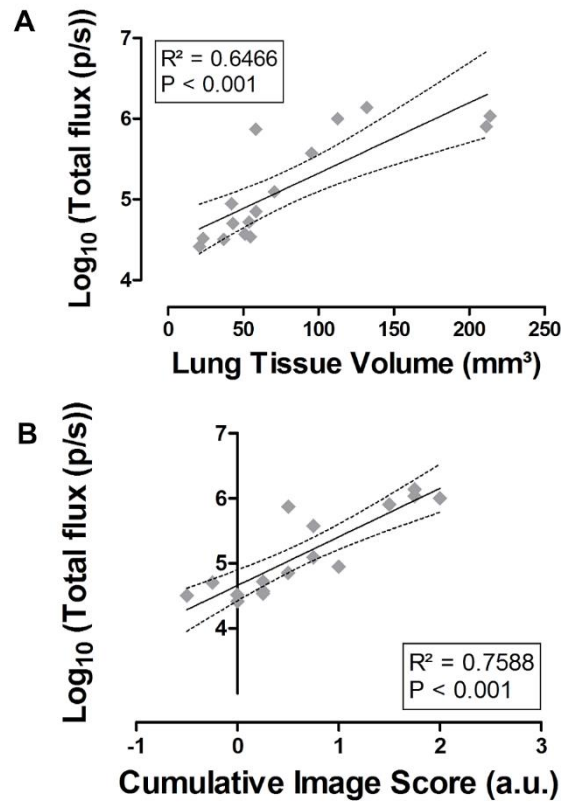 A
R² = 0.6466
P < 0.001
Log₁₀ (Total flux (p/s))
7
6
5
4
0 50 100 150 200 250
Lung Tissue Volume (mm³)
B
Log₁₀ (Total flux (p/s))
7
6
5
4
R² = 0.7588
P < 0.001
-1 0 1 2 3
Cumulative Image Score (a.u.)